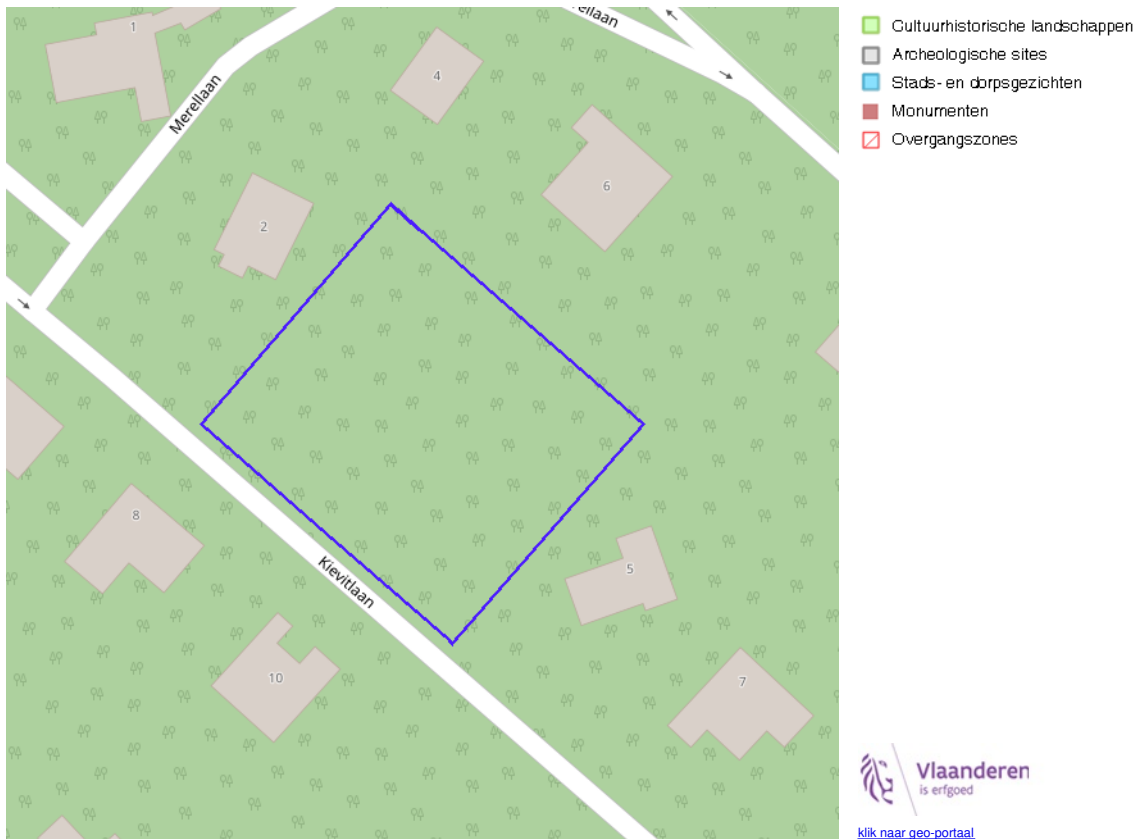 1
4
ellaan
Merellaan
6
2
8
5
Kievitlaan
10
7
Cultuurhistorische landschappen
Archeologische sites
Stads- en dorpsgezichten
Monumenten
Overgangszones
Vlaanderen
is erfgoed
klik naar geo-portaal